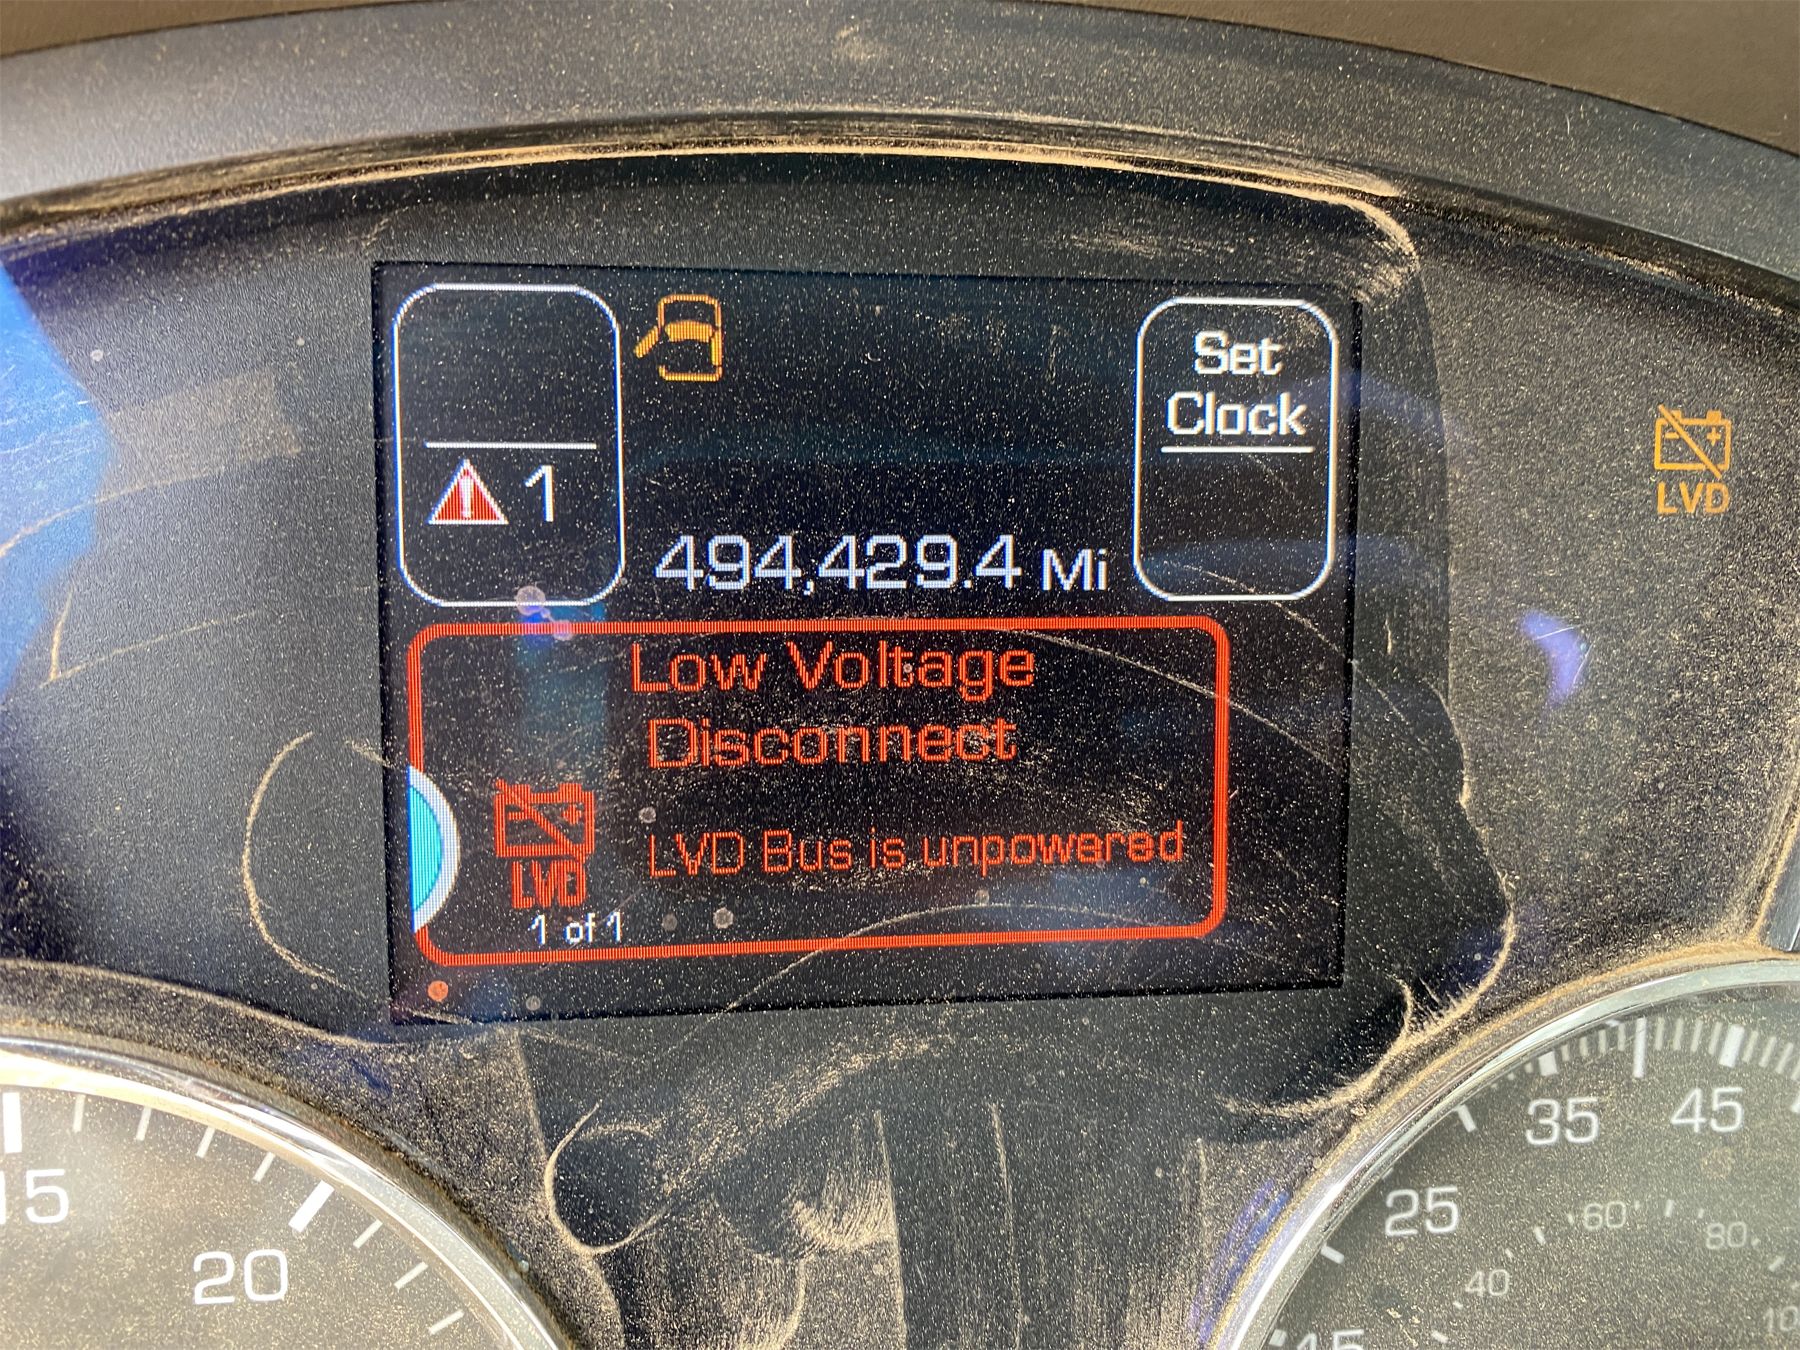 Set
Clock
1
494,429.4 Mi
LVD
Low Voltage
Disconnect
LVD Bus is unpowered
LVD
1 of 1
15
20
35
45
25
60
80
40
15